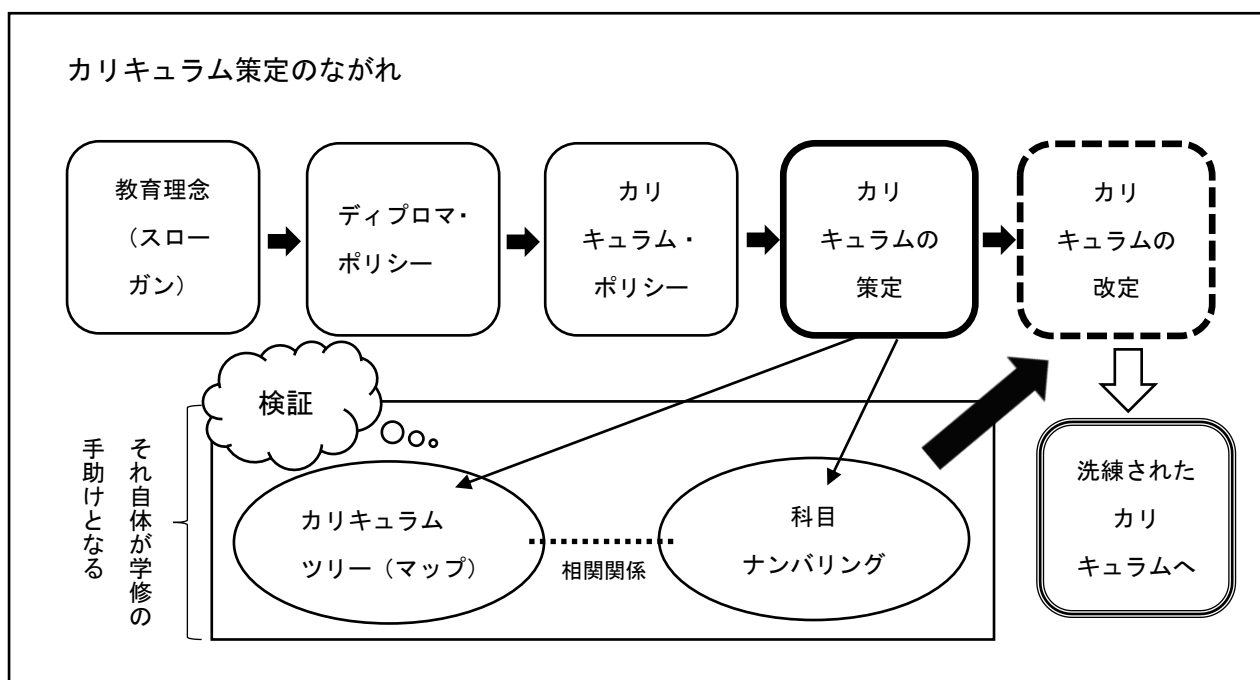 カリキュラム策定のながれ
教育理念
（スロー
ガン）
ディプロマ・
ポリシー
カリ
キュラム・
ポリシー
カリ
キュラムの
策定
カリ
キュラムの
改定
検証
それ自体が学修の
手助けとなる
カリキュラム
ツリー（マップ）
相関関係
科目
ナンバリング
洗練された
カリ
キュラムへ